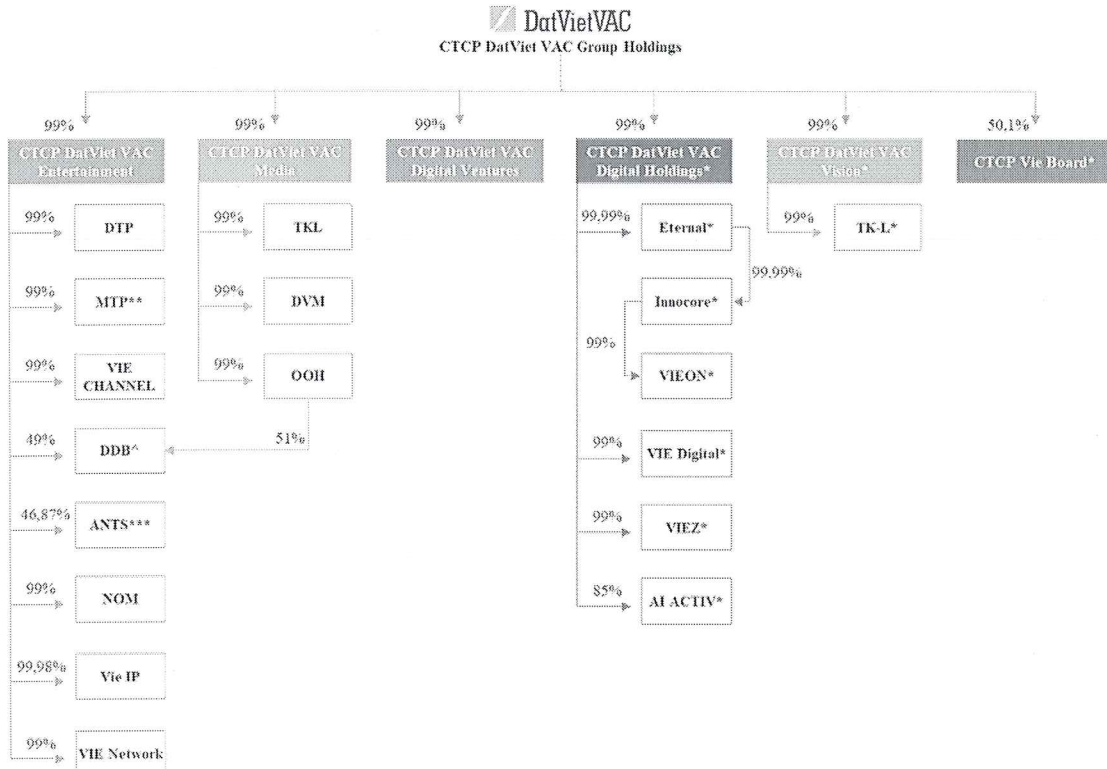 DatVietVAC
CTCP DatViet VAC Group Holdings
99%
99%
99%
99%
99%
50,1%
CTCP DatViet VAC
Entertainment
CTCP DatViet VAC
Media
CTCP DatViet VAC
Digital Ventures
CTCP DatViet VAC
Digital Holdings*
CTCP DatViet VAC
Vision*
CTCP Vie Board*
99%
DTP
99%
MTP**
99%
VIE
CHANNEL
49%
DDB^
46,87%
ANTS***
99%
NOM
99,98%
Vie IP
99%
VIE Network
99%
TKL
99%
DVM
99%
OOH
51%
99,99%
Eternal*
99,99%
Innocore*
99%
VIEON*
99%
VIE Digital*
99%
VIEZ*
85%
AI ACTIV*
99%
TK-L*